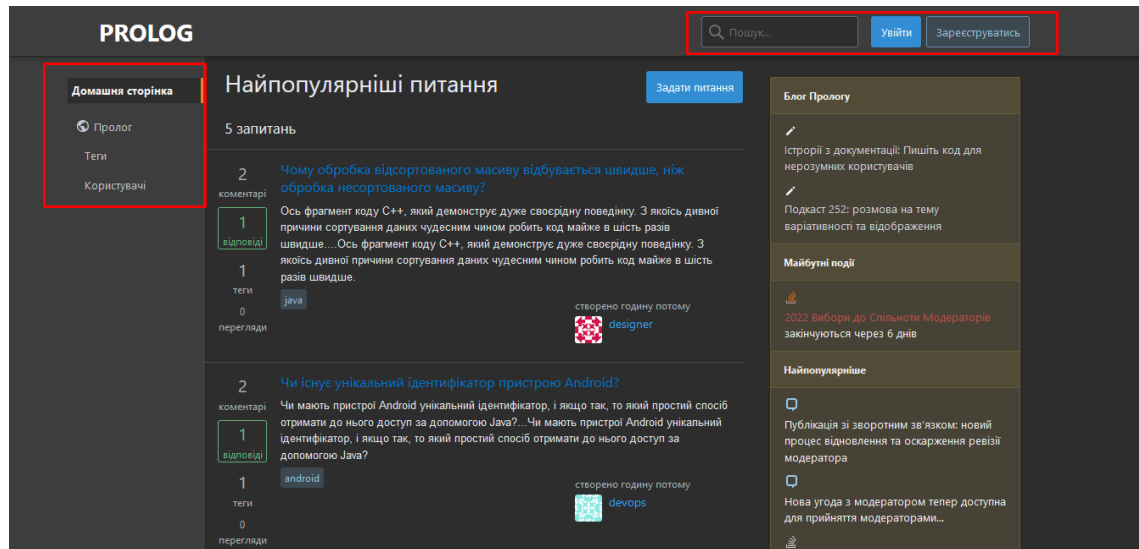 PROLOG
Пошук...
Увійти
Зареєструватись
Домашня сторінка
Пролог
Теги
Користувачі
Найпопулярніші питання
Задати питання
5 запитань
2
коментарі
1
відповіді
1
теги
0
перегляди
Чому обробка відсортованого масиву відбувається швидше, ніж
обробка несортованого масиву?
Ось фрагмент коду C++, який демонструє дуже своєрідну поведінку. З якоїсь дивної
причини сортування даних чудесним чином робить код майже в шість разів
швидше....Ось фрагмент коду C++, який демонструє дуже своєрідну поведінку. З
якоїсь дивної причини сортування даних чудесним чином робить код майже в шість
разів швидше.
java
створено годину потому
designer
2
коментарі
1
відповіді
1
теги
0
перегляди
Чи існує унікальний ідентифікатор пристрою Android?
Чи мають пристрої Android унікальний ідентифікатор, і якщо так, то який простий спосіб
отримати до нього доступ за допомогою Java?...Чи мають пристрої Android унікальний
ідентифікатор, і якщо так, то який простий спосіб отримати до нього доступ за
допомогою Java?
android
створено годину потому
devops
Блог Прологу
Істрорії з документації: Пишіть код для
нерозумних користувачів
Подкаст 252: розмова на тему
варіативності та відображення
Майбутні події
2022 Вибори до Спільноти Модераторів
закінчуються через 6 днів
Найпопулярніше
Публікація зі зворотним зв'язком: новий
процес відновлення та оскарження ревізії
модератора
Нова угода з модератором тепер доступна
для прийняття модераторами...